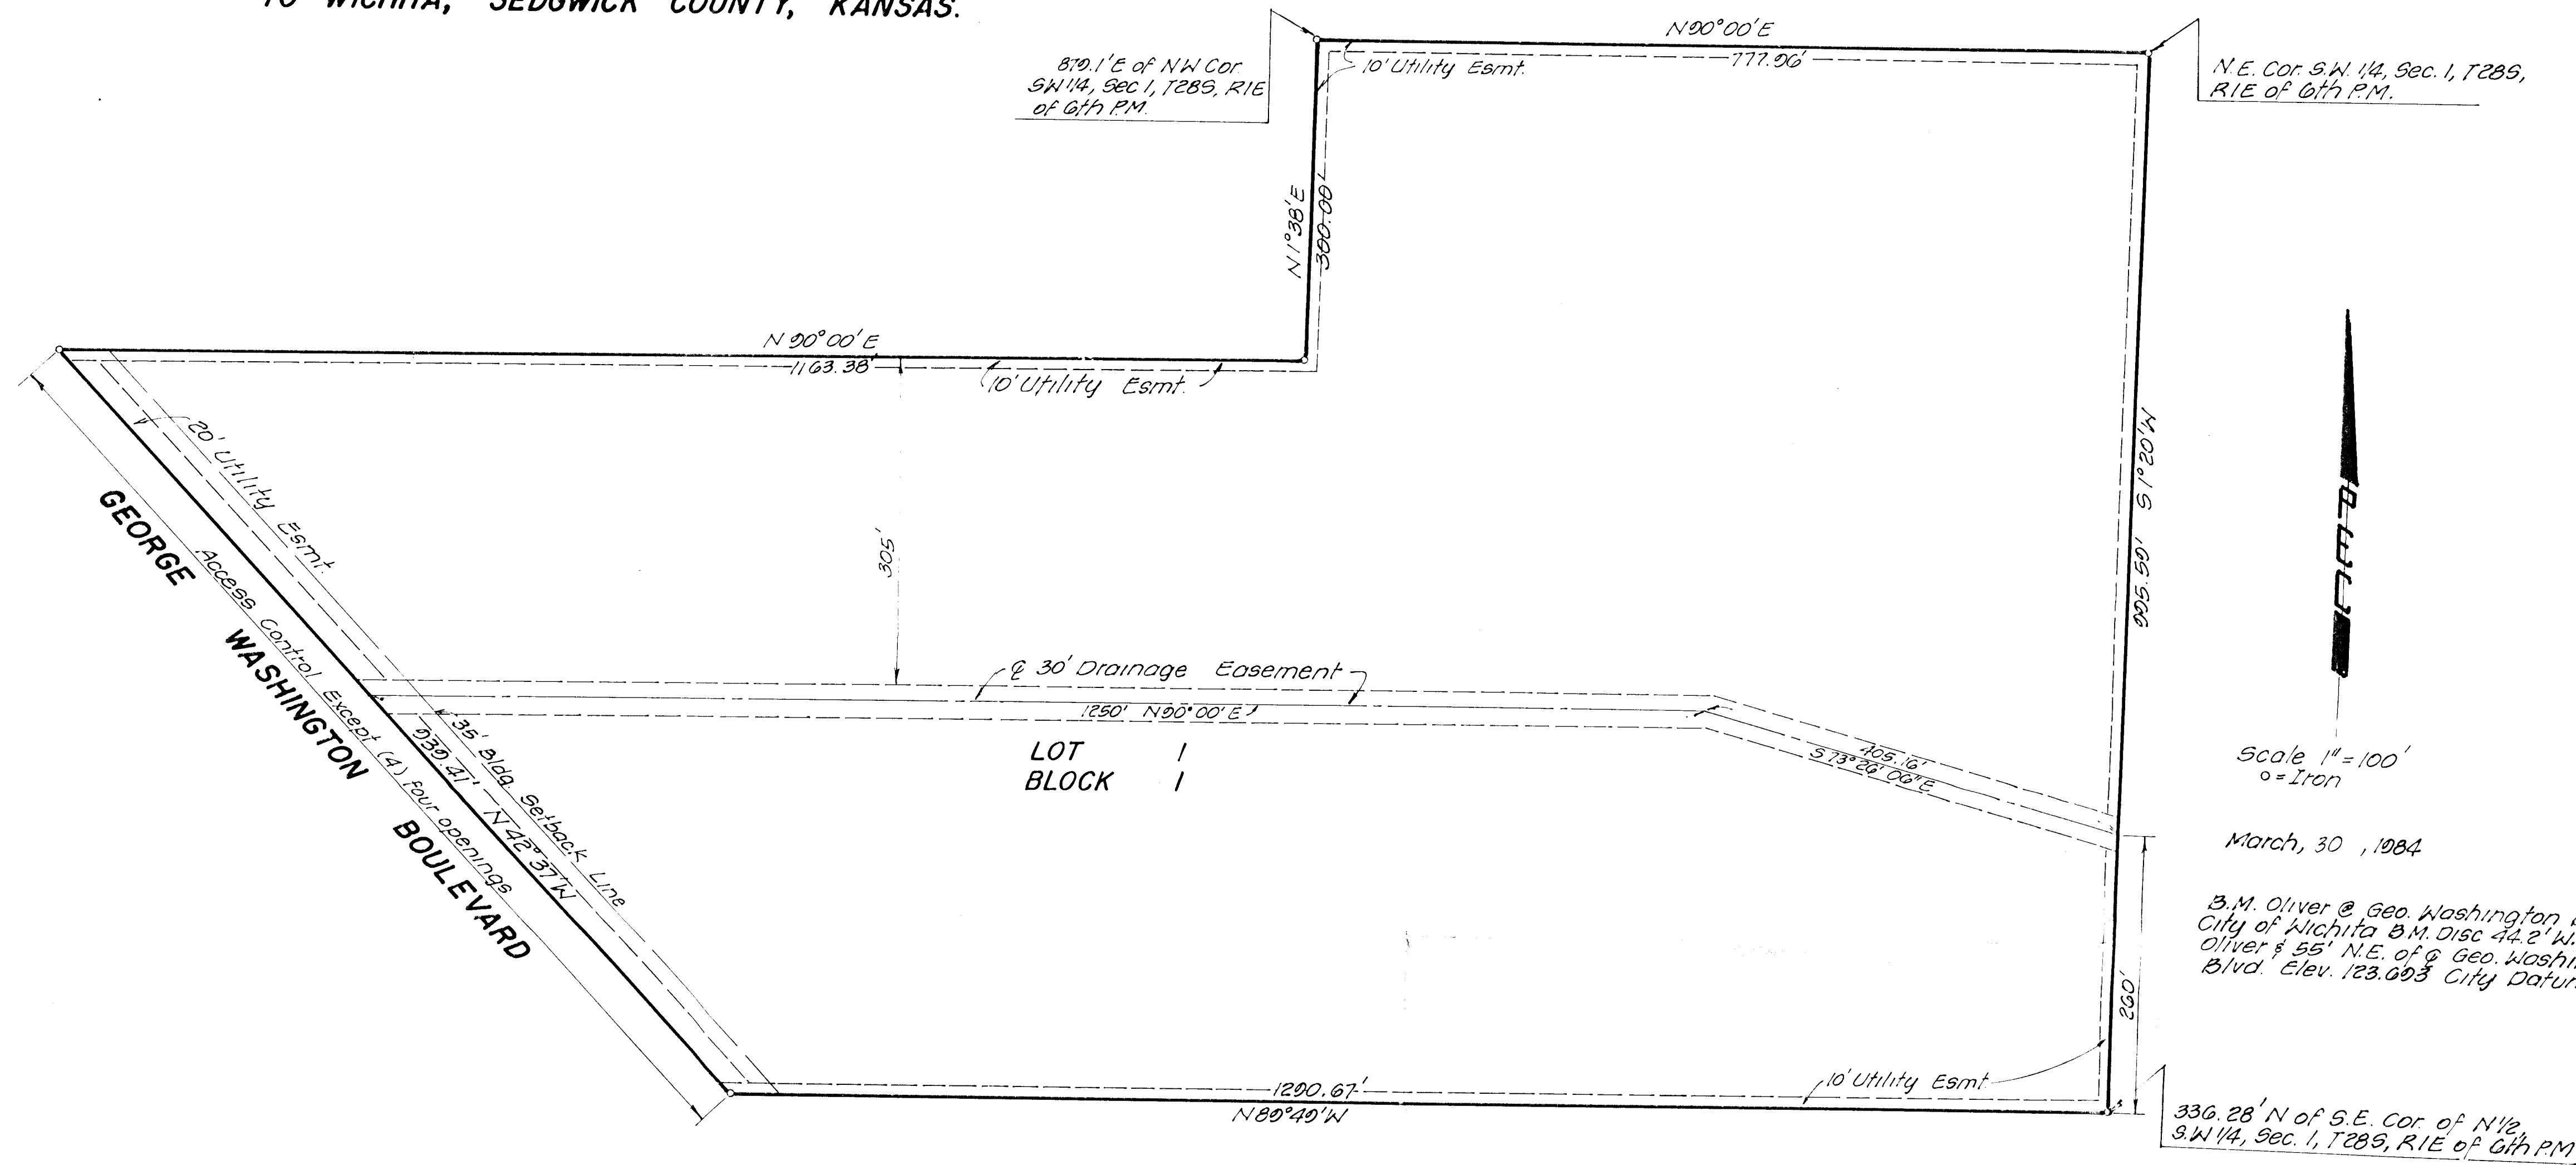 TO WICHITA, SEDGWICK COUNTY, KANSAS.
879.1' E of NW Cor.
SW 1/4, Sec 1, T28S, R1E
of 6th P.M.
N 90° 00' E
777.96'
10' Utility Esmt.
N.E. Cor. S.W. 1/4, Sec. 1, T28S,
R1E of 6th P.M.
N 1° 38' E
300.00'
N 90° 00' E
1163.38'
10' Utility Esmt.
20' Utility Esmt.
305'
S 1° 20' W
995.59'
GEORGE WASHINGTON BOULEVARD
Access Control Except (4) four openings
939.41' N 42° 37' W
35' Bldg. Setback Line
℄ 30' Drainage Easement
1250' N 90° 00' E
LOT 1
BLOCK 1
405.16'
S 73° 26' 06" E
Scale 1" = 100'
o = Iron
March, 30 , 1984
B.M. Oliver @ Geo. Washington
City of Wichita B.M. Disc 44.2' W.
Oliver & 55' N.E. of ℄ Geo. Washi
Blvd. Elev. 123.693 City Datu
260'
10' Utility Esmt.
1290.67'
N 89° 49' W
336.28' N of S.E. Cor. of N 1/2,
S.W 1/4, Sec. 1, T28S, R1E of 6th P.M